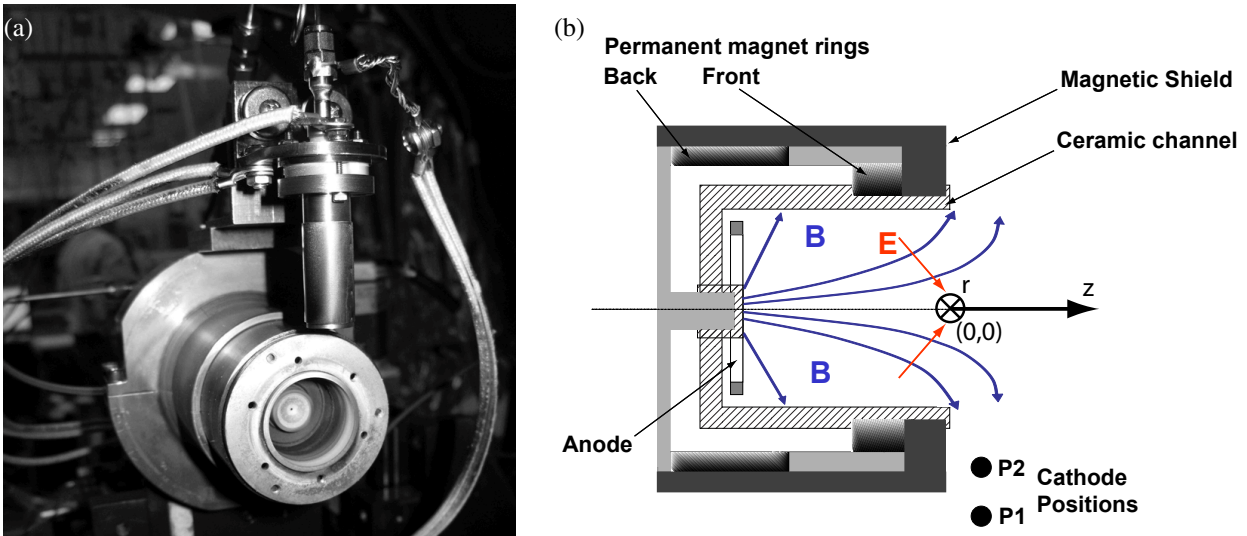 (a)
(b)
Permanent magnet rings
Back Front
Magnetic Shield
Ceramic channel
B
E
r
z
(0,0)
B
Anode
P2
Cathode
Positions
P1